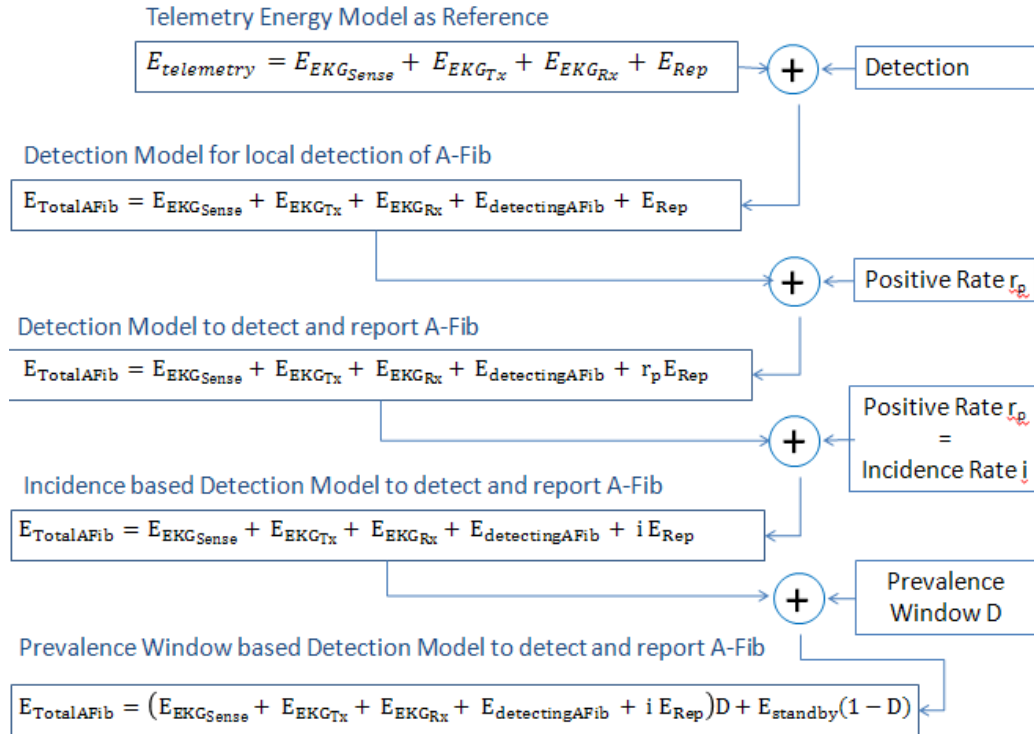 Telemetry Energy Model as Reference
E_telemetry = E_EKG_Sense + E_EKG_Tx + E_EKG_Rx + E_Rep
+
Detection
Detection Model for local detection of A-Fib
E_TotalAFib = E_EKG_Sense + E_EKG_Tx + E_EKG_Rx + E_detectingAFib + E_Rep
+
Positive Rate r_p
Detection Model to detect and report A-Fib
E_TotalAFib = E_EKG_Sense + E_EKG_Tx + E_EKG_Rx + E_detectingAFib + r_p E_Rep
+
Positive Rate r_p
=
Incidence Rate i
Incidence based Detection Model to detect and report A-Fib
E_TotalAFib = E_EKG_Sense + E_EKG_Tx + E_EKG_Rx + E_detectingAFib + i E_Rep
+
Prevalence
Window D
Prevalence Window based Detection Model to detect and report A-Fib
E_TotalAFib = (E_EKG_Sense + E_EKG_Tx + E_EKG_Rx + E_detectingAFib + i E_Rep)D + E_standby(1 − D)